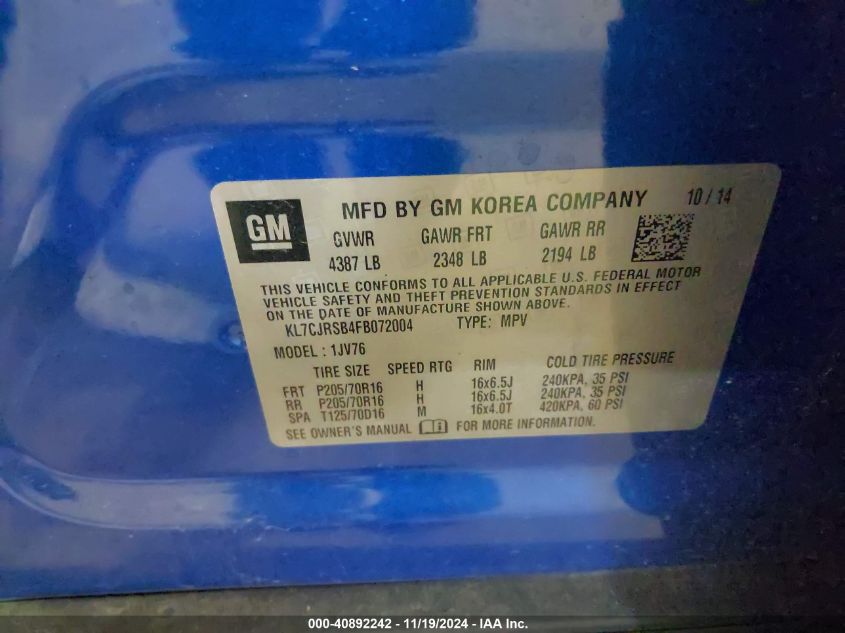 GM
MFD BY GM KOREA COMPANY 10 / 14
GVWR GAWR FRT GAWR RR
4387 LB 2348 LB 2194 LB
THIS VEHICLE CONFORMS TO ALL APPLICABLE U.S. FEDERAL MOTOR
VEHICLE SAFETY AND THEFT PREVENTION STANDARDS IN EFFECT
ON THE DATE OF MANUFACTURE SHOWN ABOVE.
KL7CJRSB4FB072004 TYPE: MPV
MODEL : 1JV76
TIRE SIZE SPEED RTG RIM COLD TIRE PRESSURE
FRT P205/70R16 H 16x6.5J 240KPA, 35 PSI
RR P205/70R16 H 16x6.5J 240KPA, 35 PSI
SPA T125/70D16 M 16x4.0T 420KPA, 60 PSI
SEE OWNER'S MANUAL FOR MORE INFORMATION.
000-40892242 - 11/19/2024 - IAA Inc.